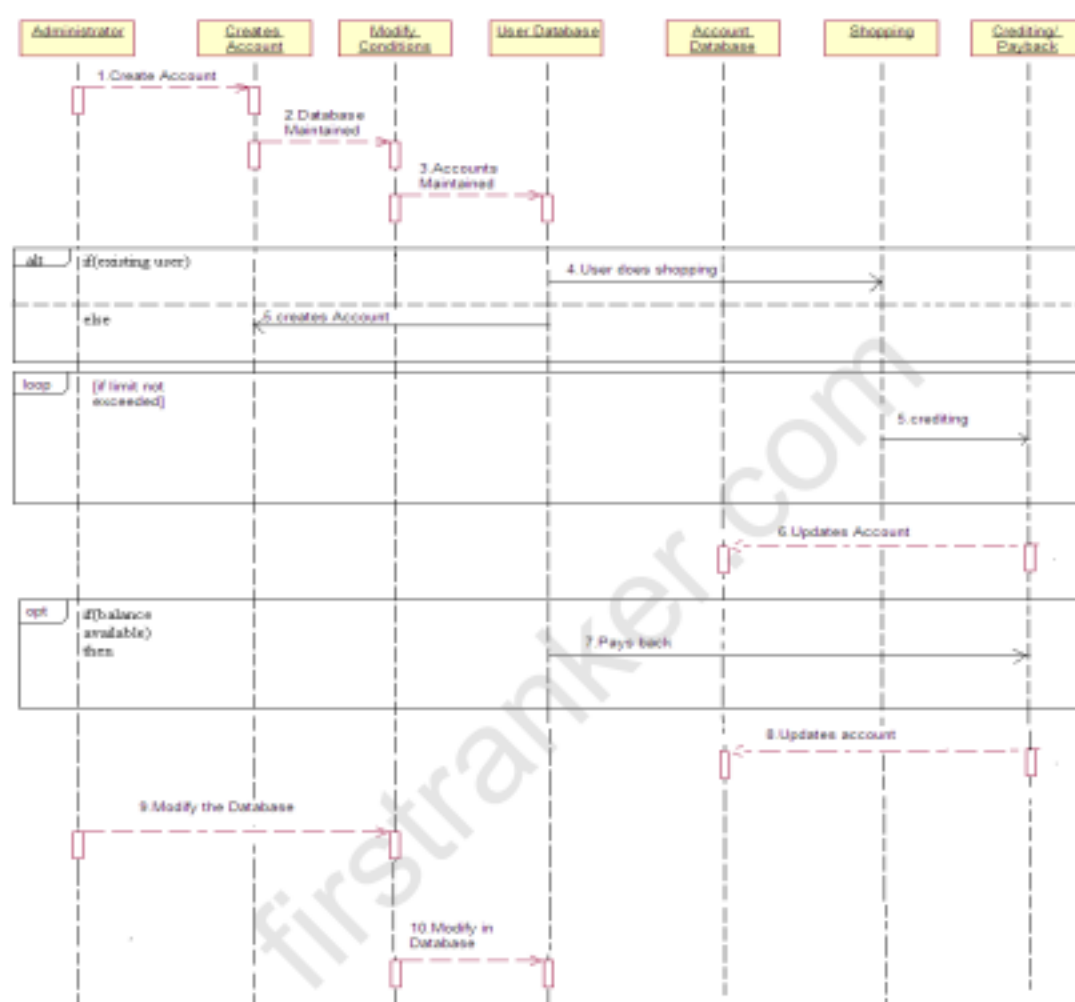 Administrator
Creates
Account
Modify
Conditions
User Database
Account
Database
Shopping
Crediting/
Payback
1.Create Account
2.Database
Maintained
3.Accounts
Maintained
alt
if(existing user)
4.User does shopping
else
5.creates Account
loop
[if limit not
exceeded]
5.crediting
6.Updates Account
opt
if(balance
available)
then
7.Pays back
8.Updates account
9.Modify the Database
10.Modify in
Database
firstranker.com